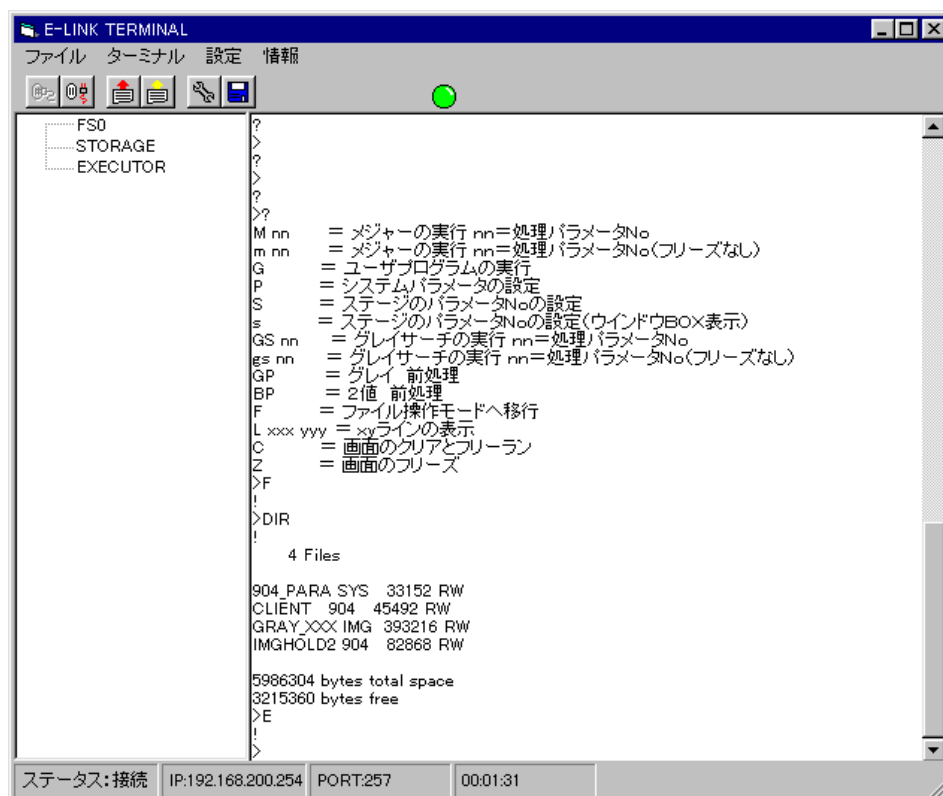 E-LINK TERMINAL
ファイル ターミナル 設定 情報
FS0
STORAGE
EXECUTOR
?
>
?
>
?
>?
M nn = メジャーの実行 nn=処理パラメータNo
m nn = メジャーの実行 nn=処理パラメータNo(フリーズなし)
G = ユーザプログラムの実行
P = システムパラメータの設定
S = ステージのパラメータNoの設定
s = ステージのパラメータNoの設定(ウインドウBOX表示)
GS nn = グレイサーチの実行 nn=処理パラメータNo
gs nn = グレイサーチの実行 nn=処理パラメータNo(フリーズなし)
GP = グレイ 前処理
BP = 2値 前処理
F = ファイル操作モードへ移行
L xxx yyy = xyラインの表示
C = 画面のクリアとフリーラン
Z = 画面のフリーズ
>F
!
>DIR
!
4 Files
904_PARA SYS 33152 RW
CLIENT 904 45492 RW
GRAY_XXX IMG 393216 RW
IMGHOLD2 904 82868 RW
5986304 bytes total space
3215360 bytes free
>E
!
>
ステータス:接続 IP:192.168.200.254 PORT:257 00:01:31